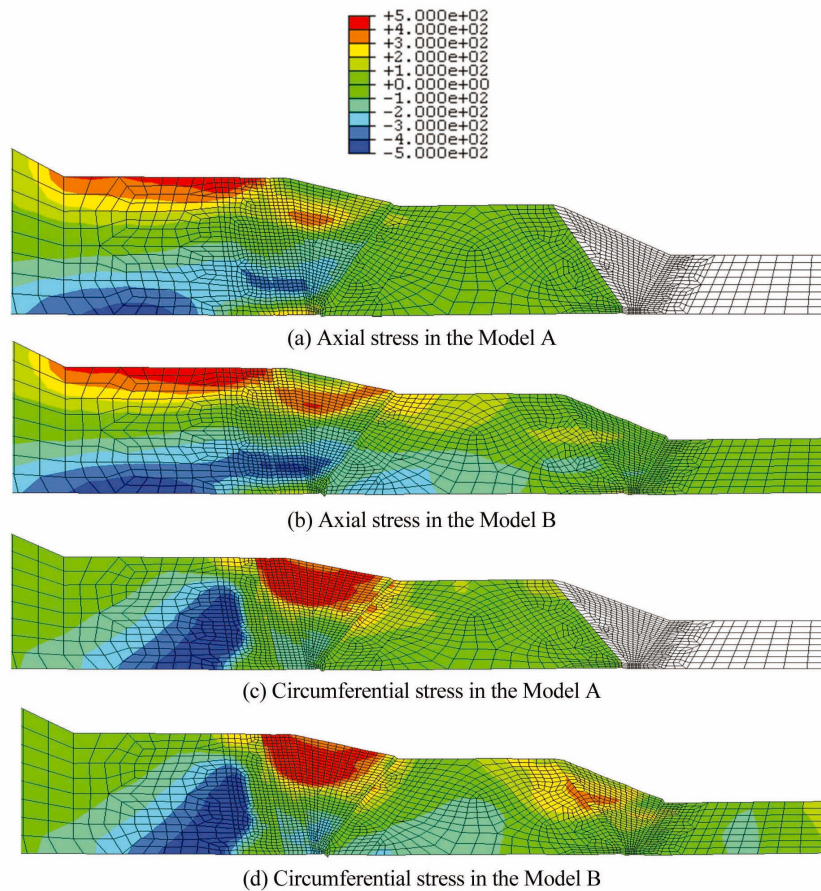 +5.000e+02
+4.000e+02
+3.000e+02
+2.000e+02
+1.000e+02
+0.000e+00
-1.000e+02
-2.000e+02
-3.000e+02
-4.000e+02
-5.000e+02
(a) Axial stress in the Model A
(b) Axial stress in the Model B
(c) Circumferential stress in the Model A
(d) Circumferential stress in the Model B